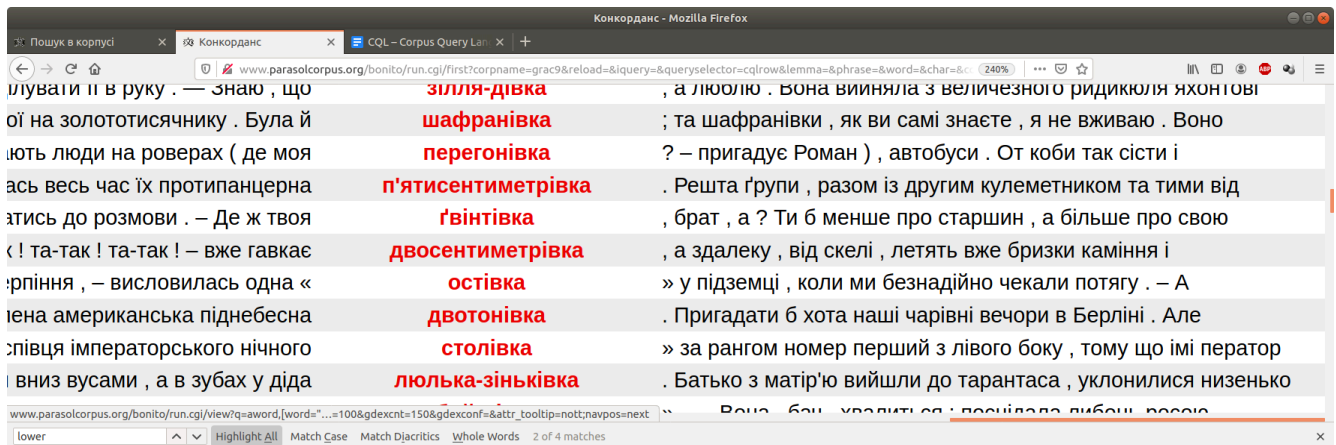 Конкорданс - Mozilla Firefox
Пошук в корпусі × Конкорданс × CQL – Corpus Query Lan × +
www.parasolcorpus.org/bonito/run.cgi/first?corpname=grac9&reload=&iquery=&queryselector=cqlrow&lemma=&phrase=&word=&char=& 240%
її в руку . — Знаю , що зілля-дівка , а люблю . Вона вийняла з величезного ридикюля яхонтові
ої на золототисячнику . Була й шафранівка ; та шафранівки , як ви самі знаєте , я не вживаю . Воно
ють люди на роверах ( де моя перегонівка ? – пригадує Роман ) , автобуси . От коби так сісти і
ась весь час їх протипанцерна п'ятисентиметрівка . Решта ґрупи , разом із другим кулеметником та тими від
атись до розмови . – Де ж твоя ґвінтівка , брат , а ? Ти б менше про старшин , а більше про свою
к ! та-так ! та-так ! – вже гавкає двосентиметрівка , а здалеку , від скелі , летять вже бризки каміння і
ерпіння , – висловилась одна « остівка » у підземці , коли ми безнадійно чекали потягу . – А
лена американська піднебесна двотонівка . Пригадати б хота наші чарівні вечори в Берліні . Але
співця імператорського нічного столівка » за рангом номер перший з лівого боку , тому що імі ператор
вниз вусами , а в зубах у діда люлька-зіньківка . Батько з матір'ю вийшли до тарантаса , уклонилися низенько
www.parasolcorpus.org/bonito/run.cgi/view?q=aword,[word="…=100&gdexcnt=150&gdexconf=&attr_tooltip=nott;navpos=next
lower Highlight All Match Case Match Diacritics Whole Words 2 of 4 matches ×